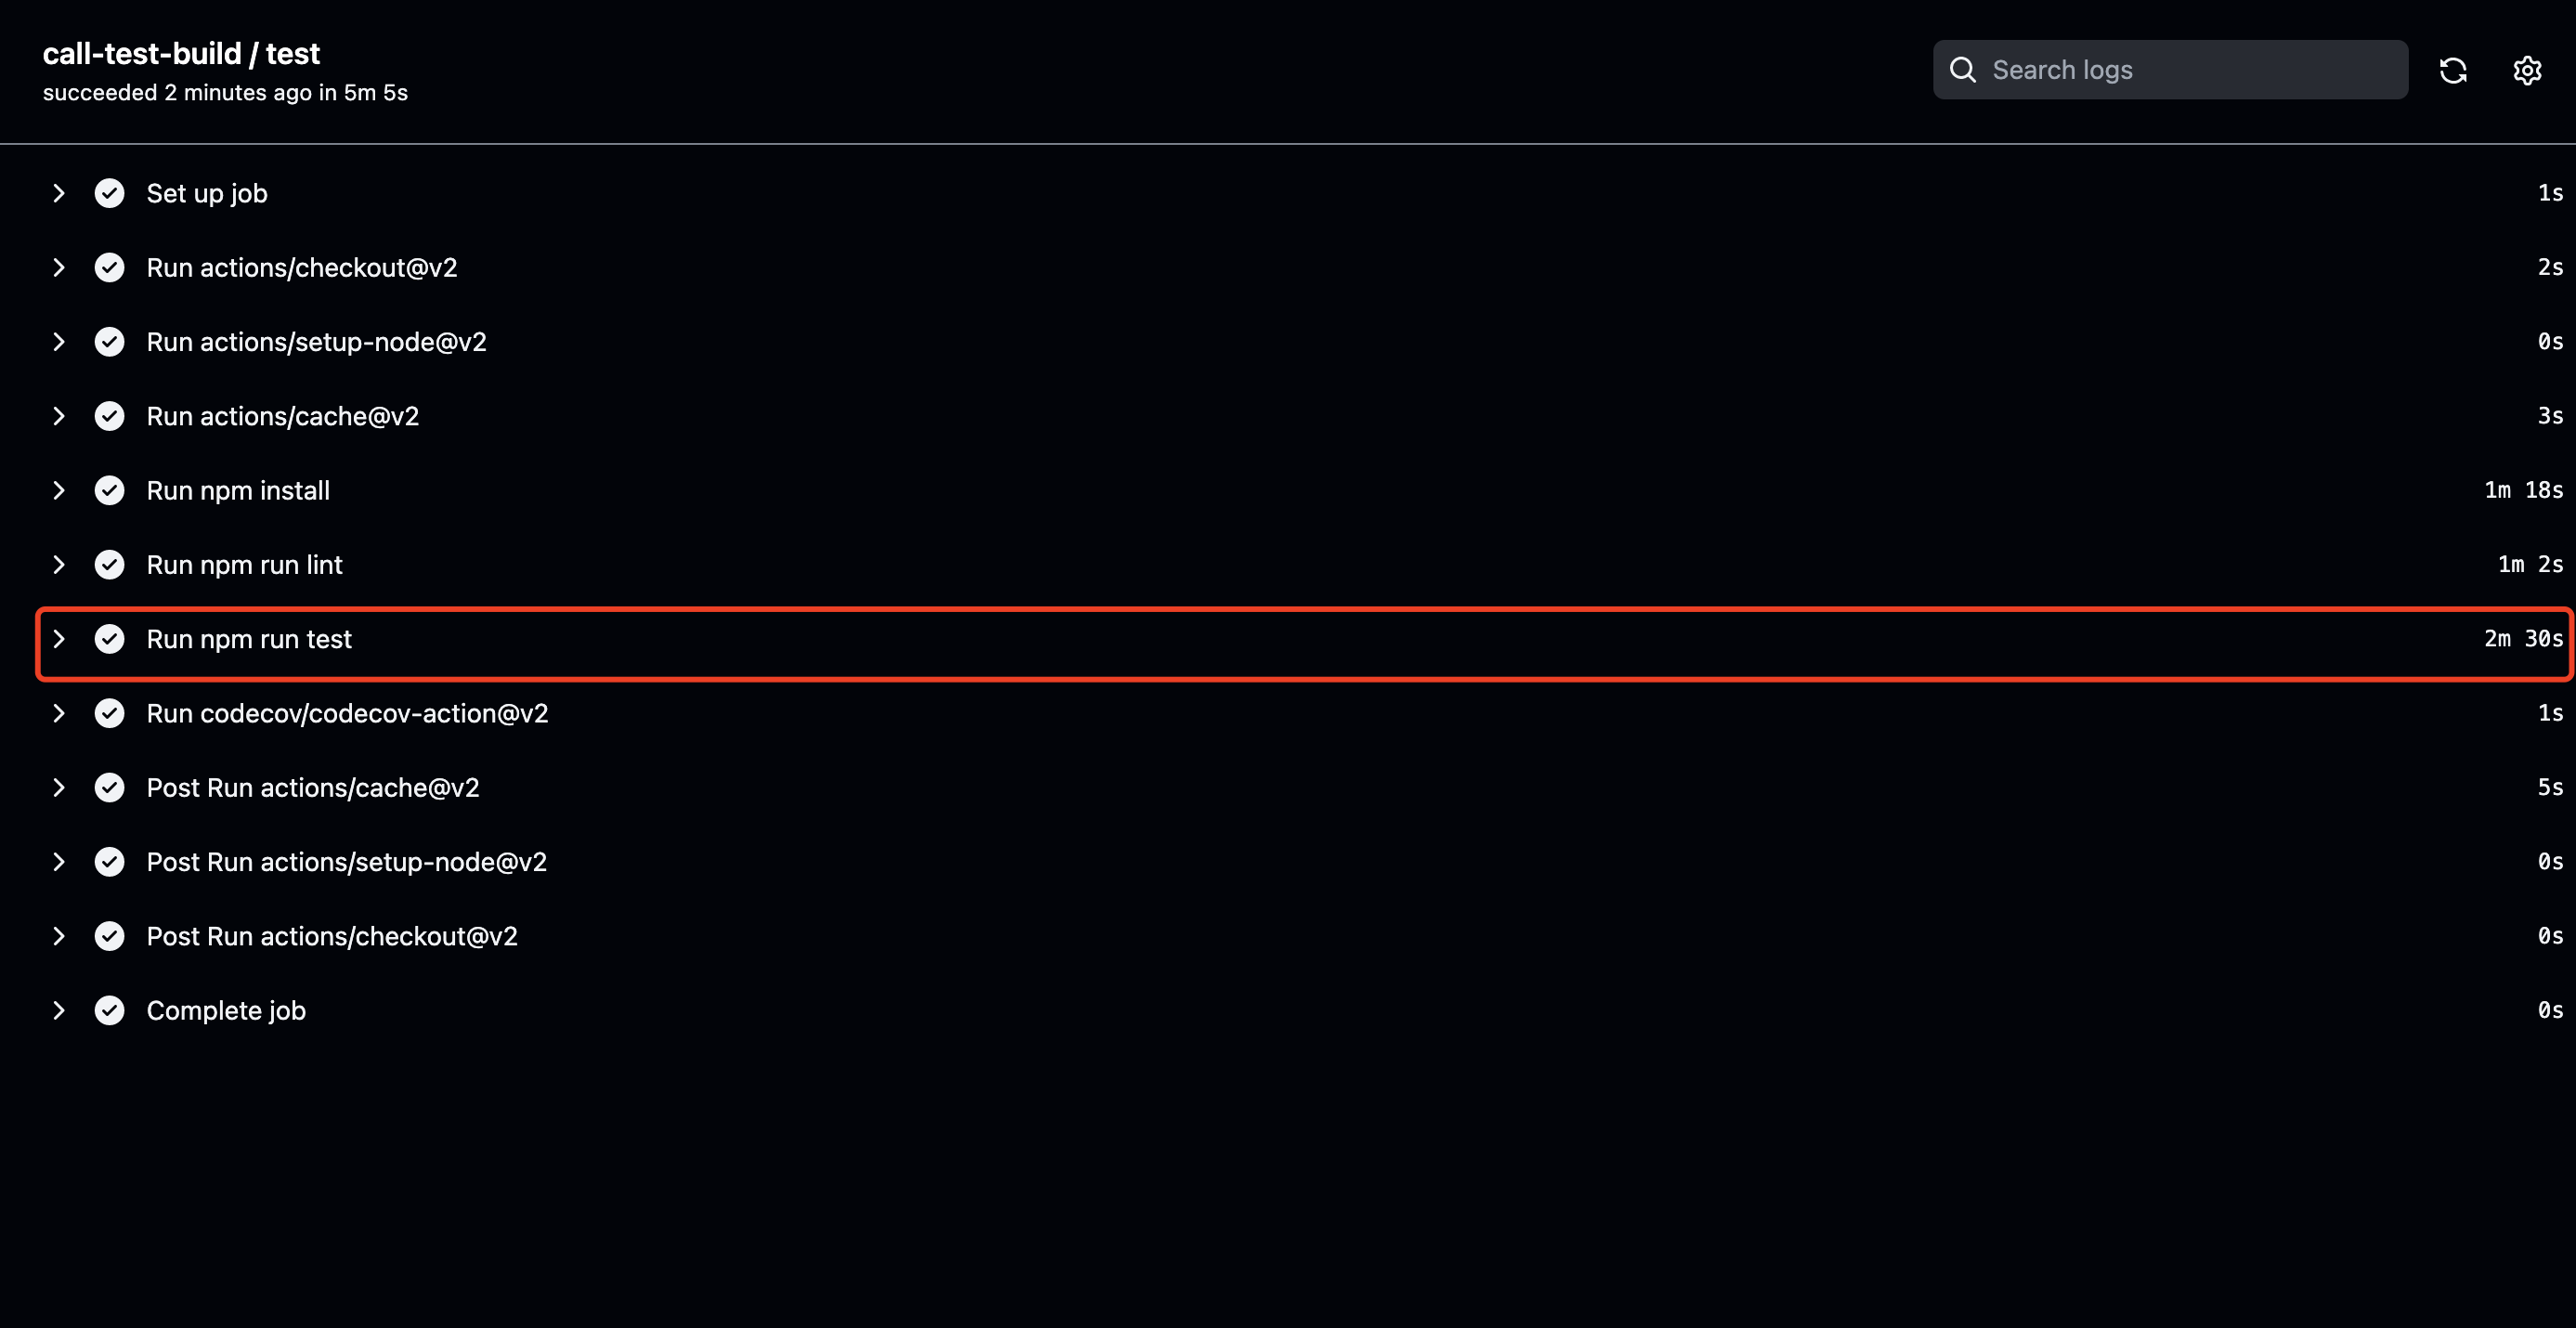 call-test-build / test
succeeded 2 minutes ago in 5m 5s
Search logs
Set up job 1s
Run actions/checkout@v2 2s
Run actions/setup-node@v2 0s
Run actions/cache@v2 3s
Run npm install 1m 18s
Run npm run lint 1m 2s
Run npm run test 2m 30s
Run codecov/codecov-action@v2 1s
Post Run actions/cache@v2 5s
Post Run actions/setup-node@v2 0s
Post Run actions/checkout@v2 0s
Complete job 0s